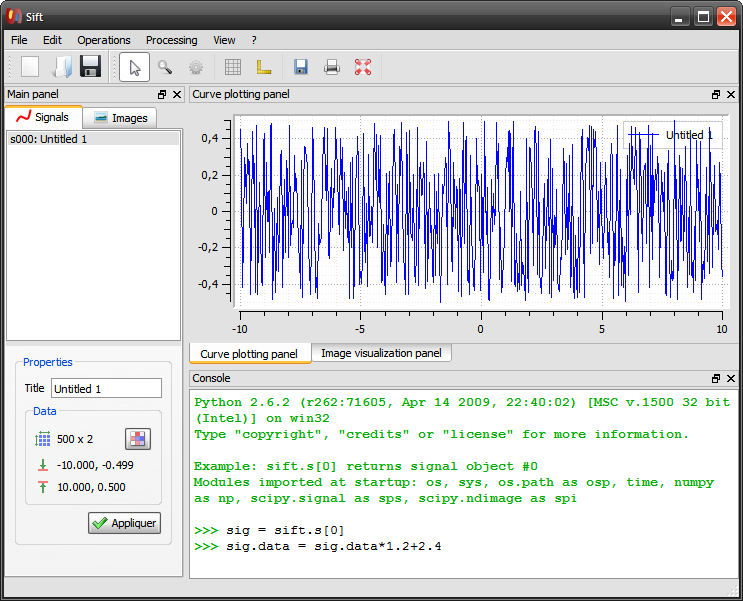 Sift
File Edit Operations Processing View ?
Main panel
Signals Images
s000: Untitled 1
Properties
Title Untitled 1
Data
500 x 2
-10.000, -0.499
10.000, 0.500
Appliquer
Curve plotting panel
Untitled 1
0,4
0,2
0
-0,2
-0,4
-10 -5 0 5 10
Curve plotting panel Image visualization panel
Console
Python 2.6.2 (r262:71605, Apr 14 2009, 22:40:02) [MSC v.1500 32 bit
(Intel)] on win32
Type "copyright", "credits" or "license" for more information.
Example: sift.s[0] returns signal object #0
Modules imported at startup: os, sys, os.path as osp, time, numpy
as np, scipy.signal as sps, scipy.ndimage as spi
>>> sig = sift.s[0]
>>> sig.data = sig.data*1.2+2.4